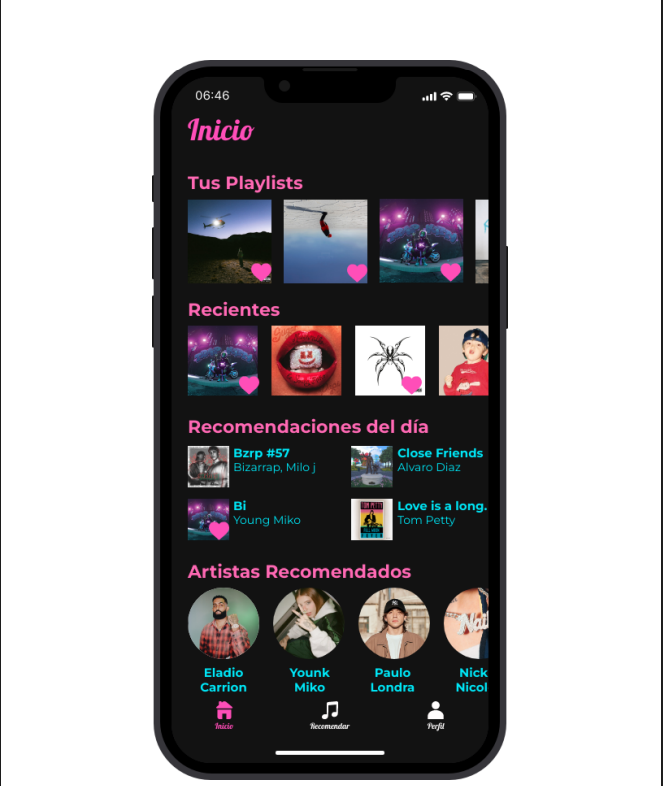 06:46
Inicio
Tus Playlists
Recientes
Recomendaciones del día
Bzrp #57
Bizarrap, Milo j
Close Friends
Alvaro Diaz
Bi
Young Miko
Love is a long.
Tom Petty
TOM PETTY
Artistas Recomendados
Eladio
Carrion
Younk
Miko
Paulo
Londra
Nick
Nicol
Inicio
Recomendar
Perfil